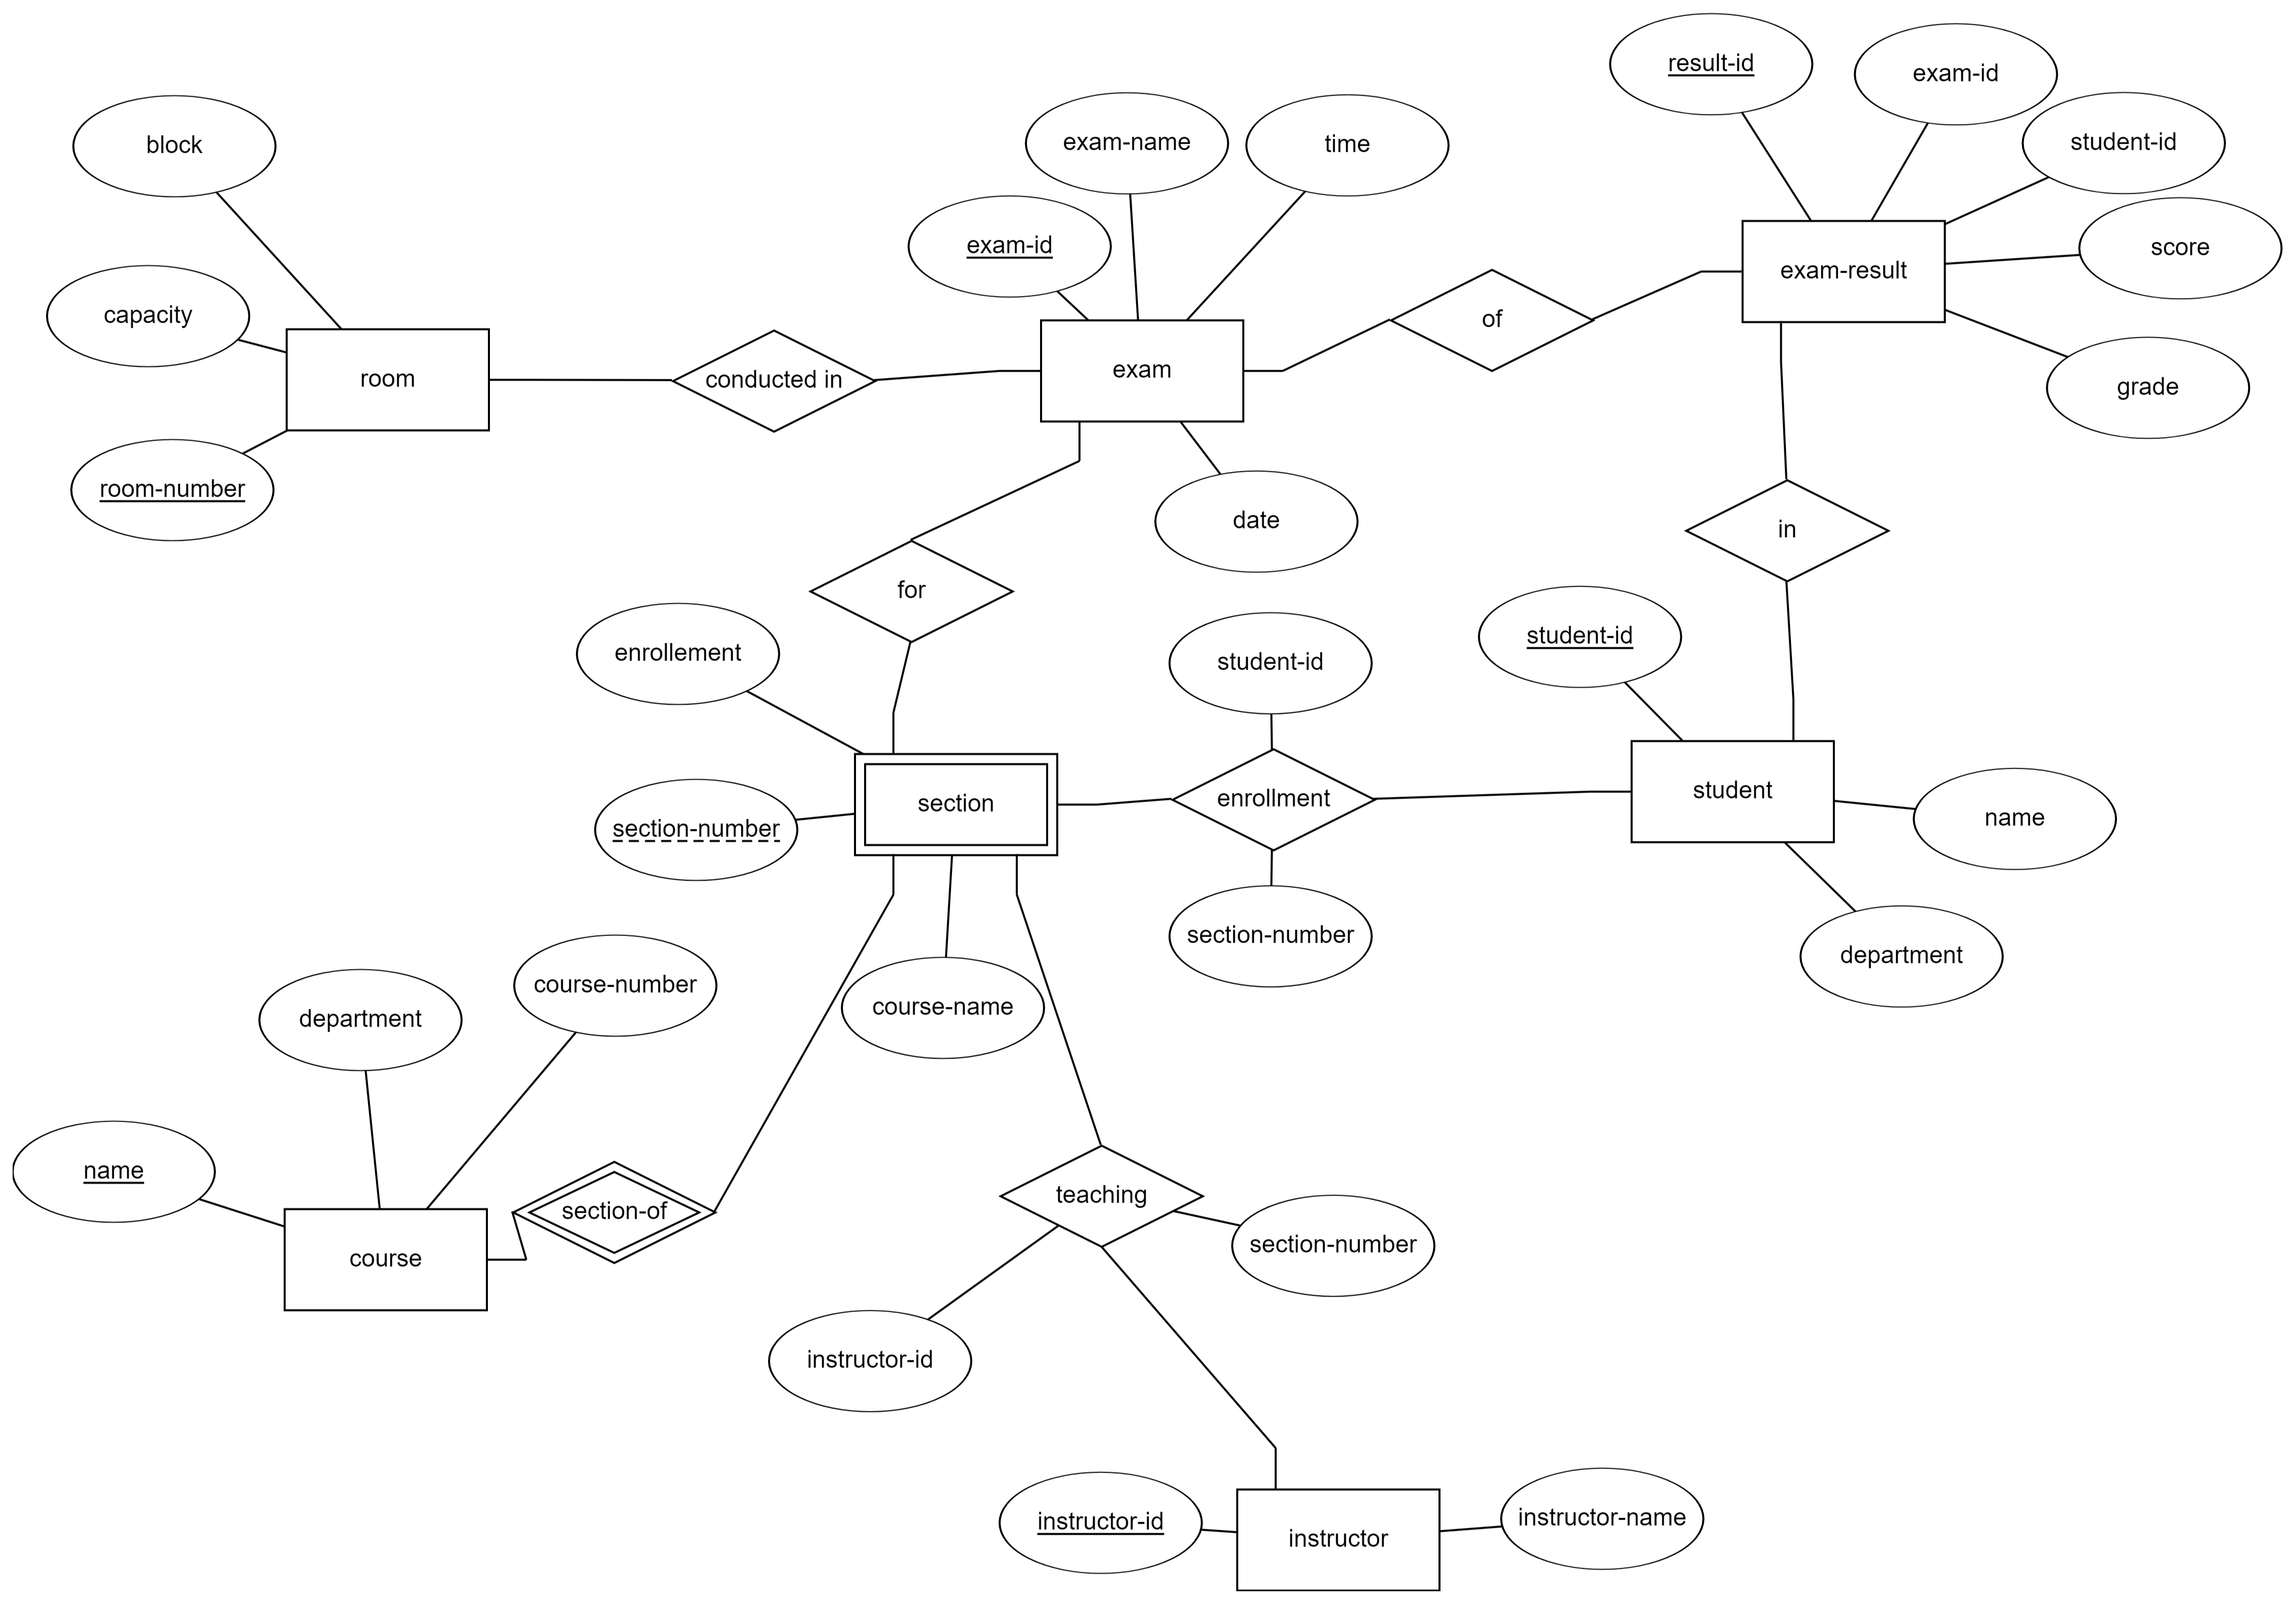 result-id
exam-id
block
exam-name
time
student-id
exam-id
score
exam-result
capacity
of
room
conducted in
exam
grade
room-number
date
in
for
enrollement
student-id
student-id
section-number
section
enrollment
student
name
section-number
department
course-number
course-name
department
name
section-of
teaching
course
section-number
instructor-id
instructor-id
instructor
instructor-name